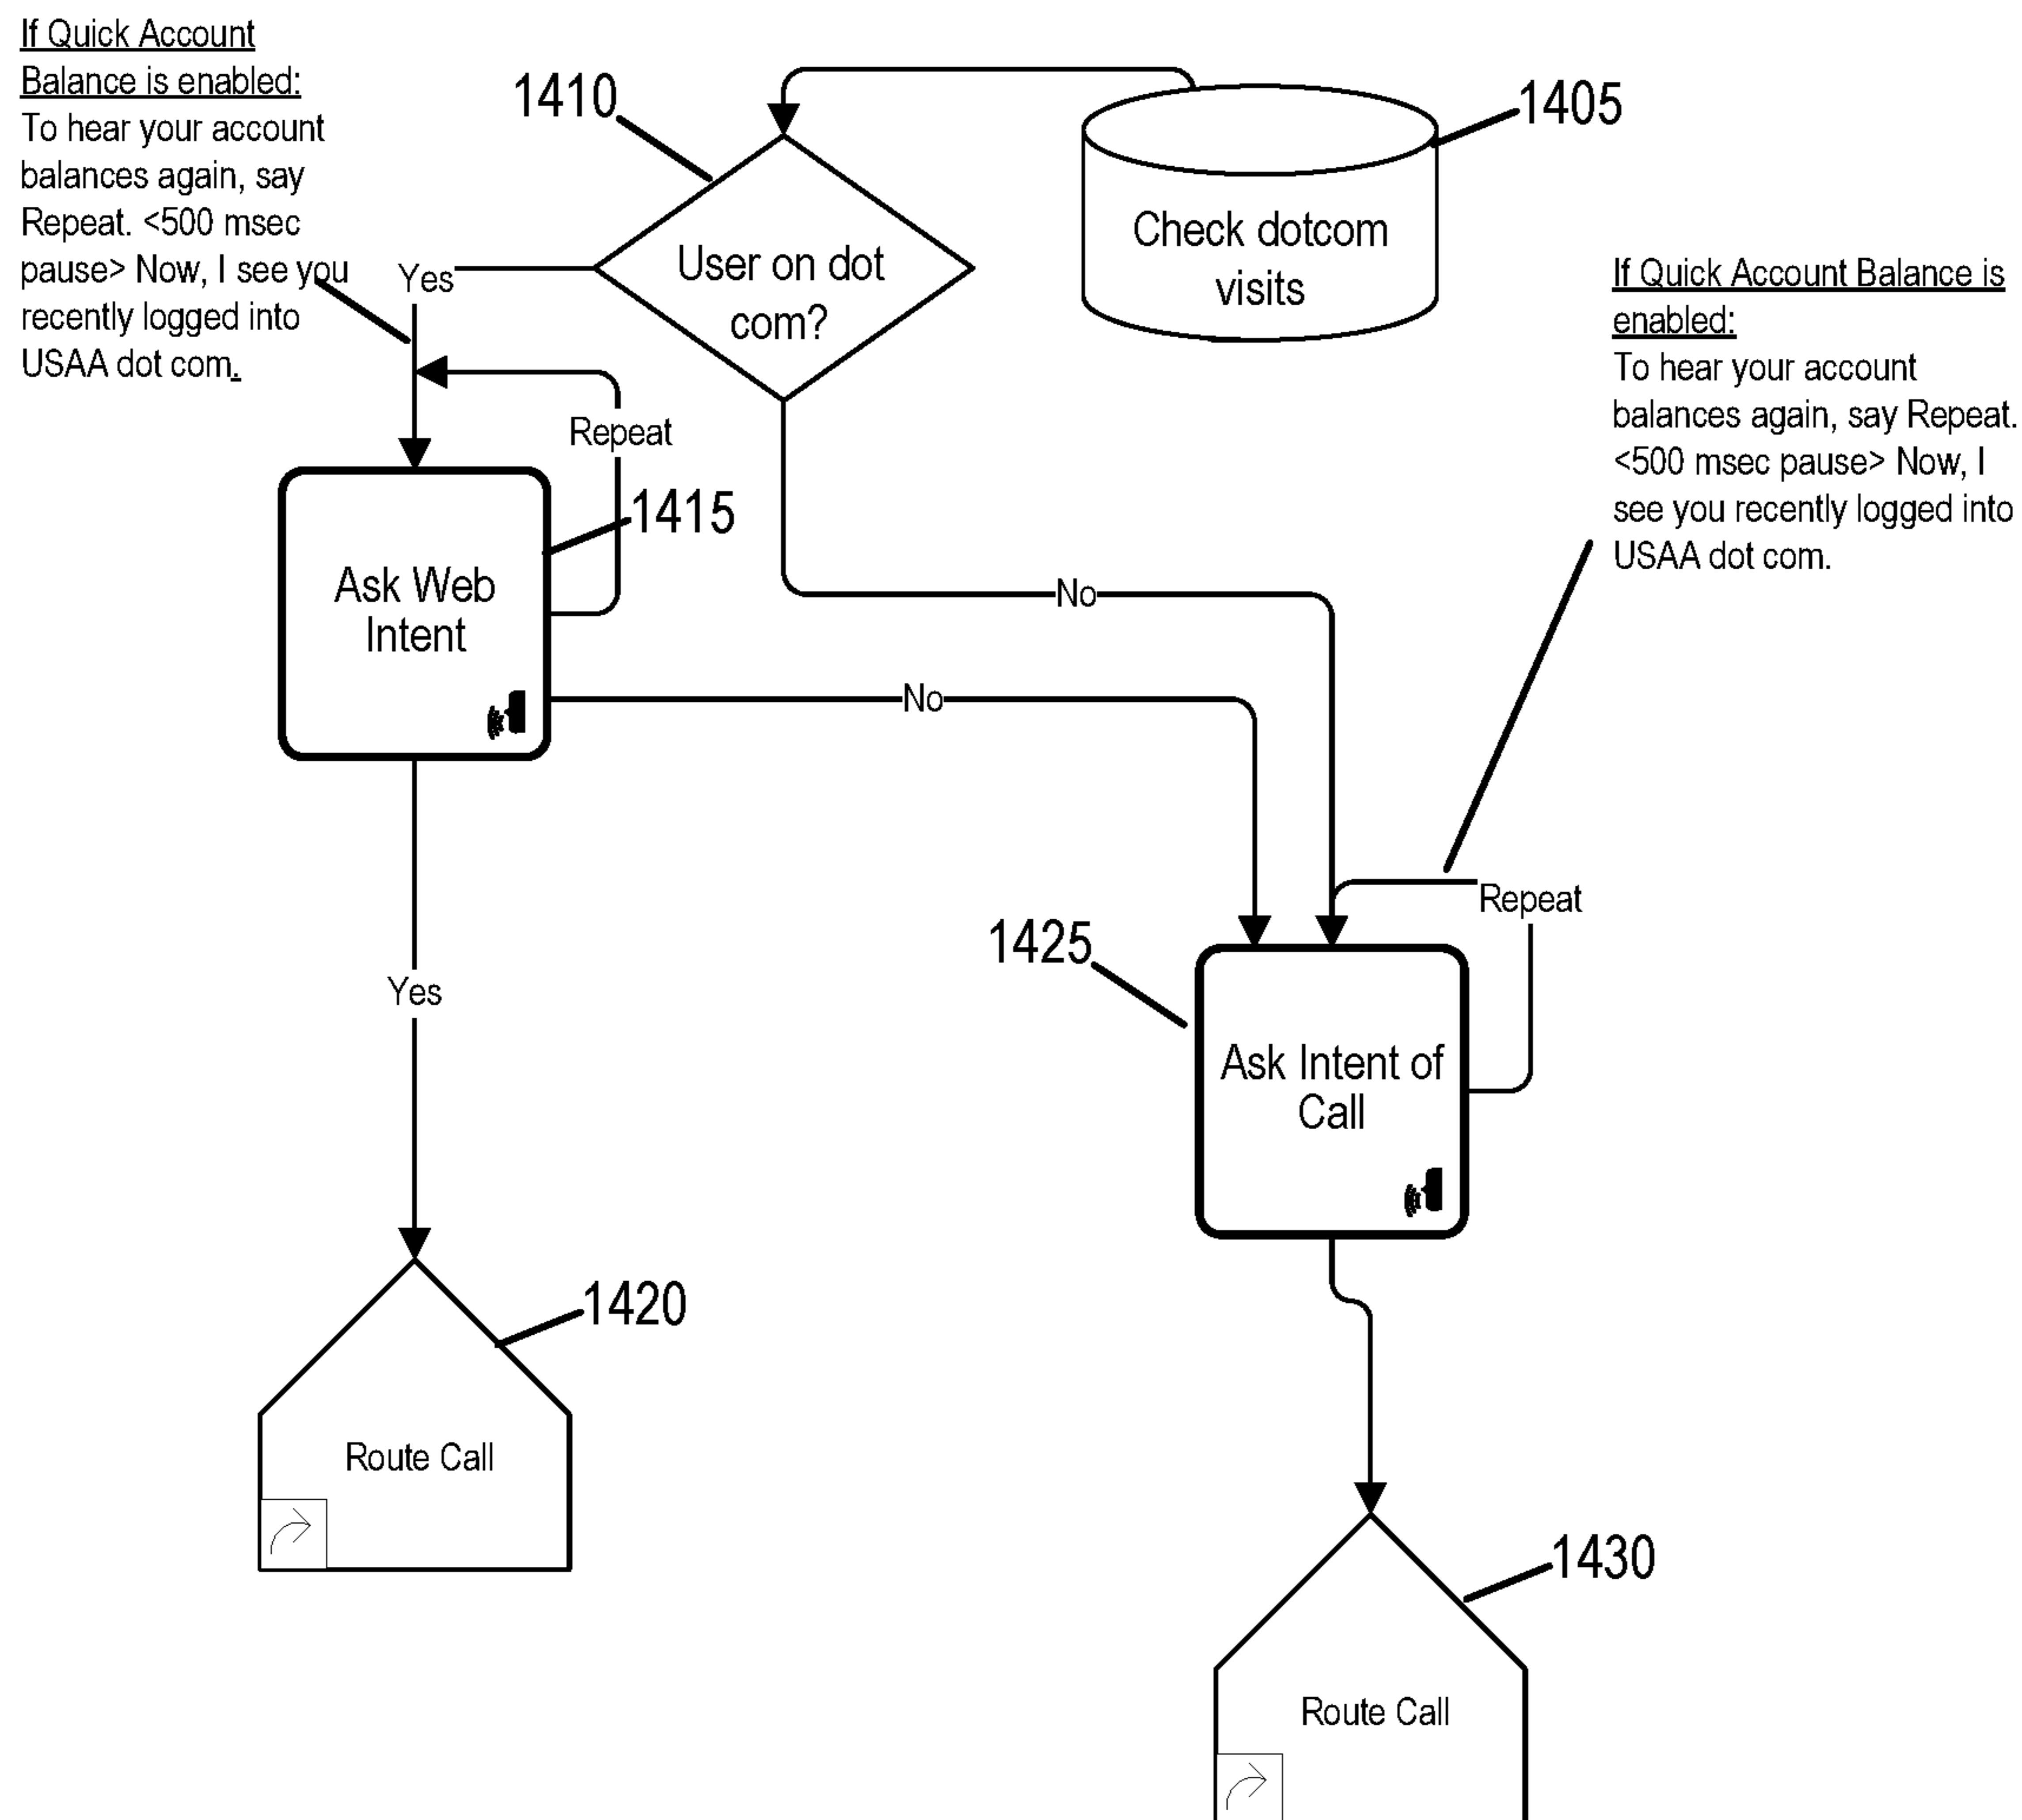 If Quick Account
Balance is enabled:
To hear your account
balances again, say
Repeat. <500 msec
pause> Now, I see you
recently logged into
USAA dot com.
1410
1405
Check dotcom
visits
User on dot
com?
Yes
If Quick Account Balance is
enabled:
To hear your account
balances again, say Repeat.
<500 msec pause> Now, I
see you recently logged into
USAA dot com.
Repeat
1415
Ask Web
Intent
No
No
Repeat
1425
Yes
Ask Intent of
Call
1420
Route Call
1430
Route Call